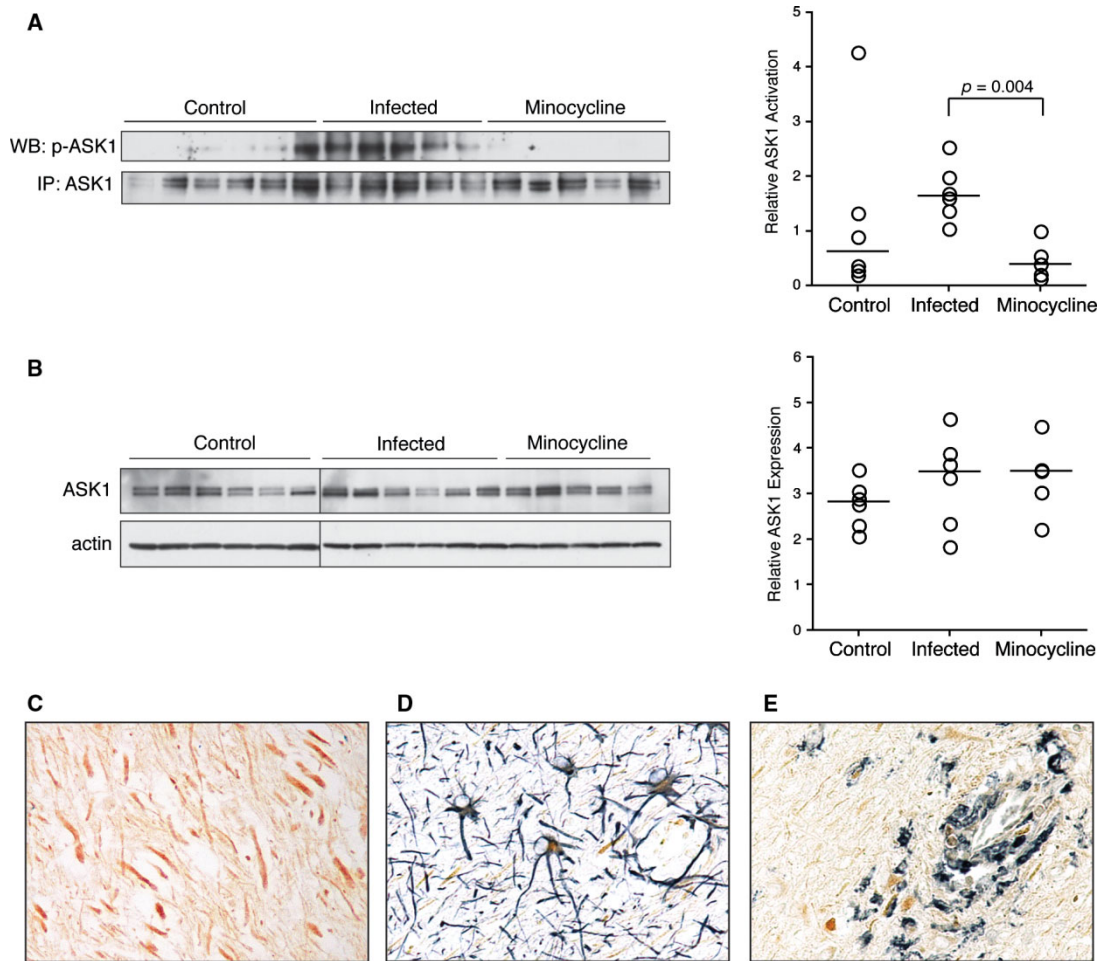 A
Control Infected Minocycline
WB: p-ASK1
IP: ASK1
Relative ASK1 Activation
5
4
3
2
1
0
p = 0.004
Control Infected Minocycline
B
Control Infected Minocycline
ASK1
actin
Relative ASK1 Expression
6
5
4
3
2
1
0
Control Infected Minocycline
C D E